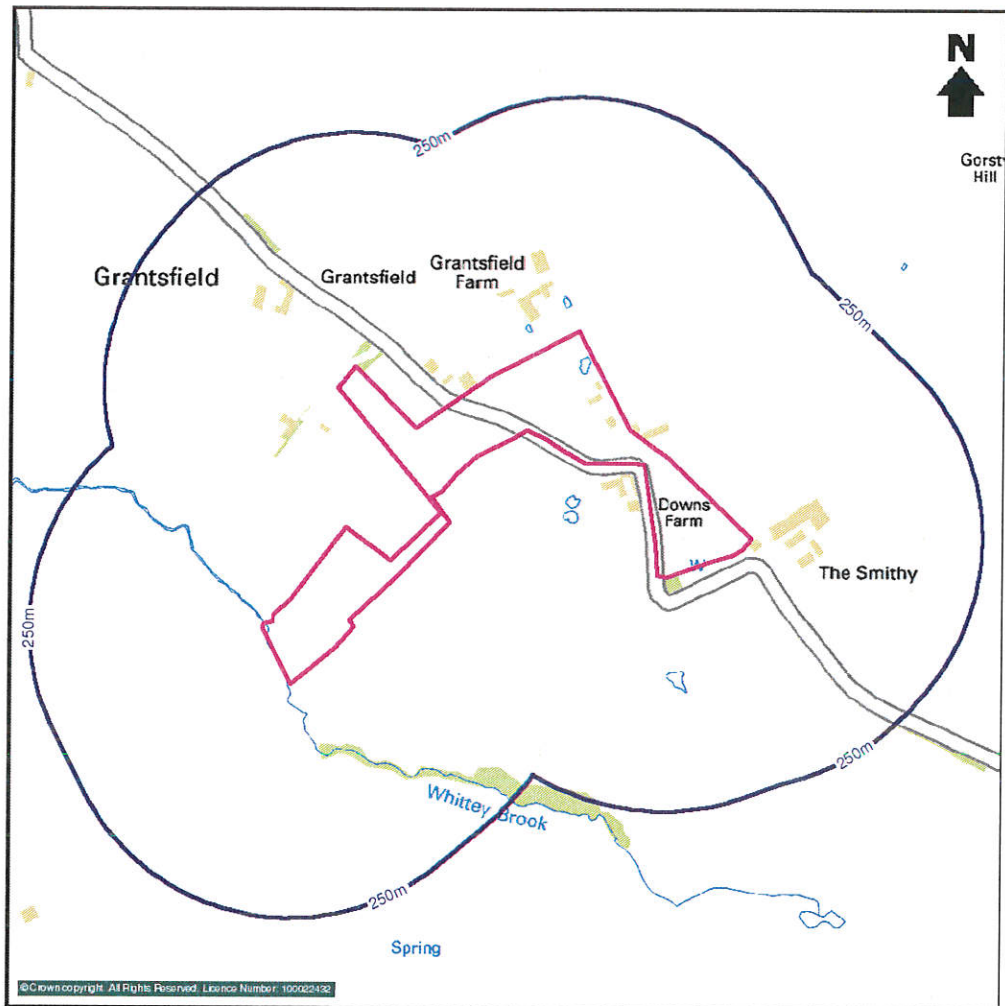 N
250m
Gorsty
Hill
Grantsfield
Grantsfield
Grantsfield
Farm
250m
Downs
Farm
W
The Smithy
250m
250m
Whittey Brook
250m
Spring
©Crown copyright. All Rights Reserved. Licence Number: 100022432